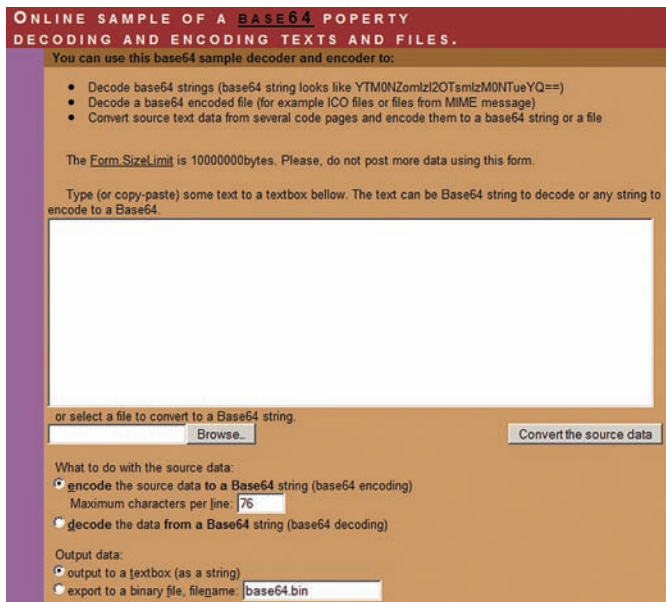 ONLINE SAMPLE OF A BASE64 POPERTY
DECODING AND ENCODING TEXTS AND FILES.
You can use this base64 sample decoder and encoder to:
• Decode base64 strings (base64 string looks like YTM0NZomIzI2OTsmIzM0NTueYQ==)
• Decode a base64 encoded file (for example ICO files or files from MIME message)
• Convert source text data from several code pages and encode them to a base64 string or a file
The Form.SizeLimit is 10000000bytes. Please, do not post more data using this form.
Type (or copy-paste) some text to a textbox bellow. The text can be Base64 string to decode or any string to
encode to a Base64.
or select a file to convert to a Base64 string.
Browse..
Convert the source data
What to do with the source data:
encode the source data to a Base64 string (base64 encoding)
Maximum characters per line: 76
decode the data from a Base64 string (base64 decoding)
Output data:
output to a textbox (as a string)
export to a binary file, filename: base64.bin